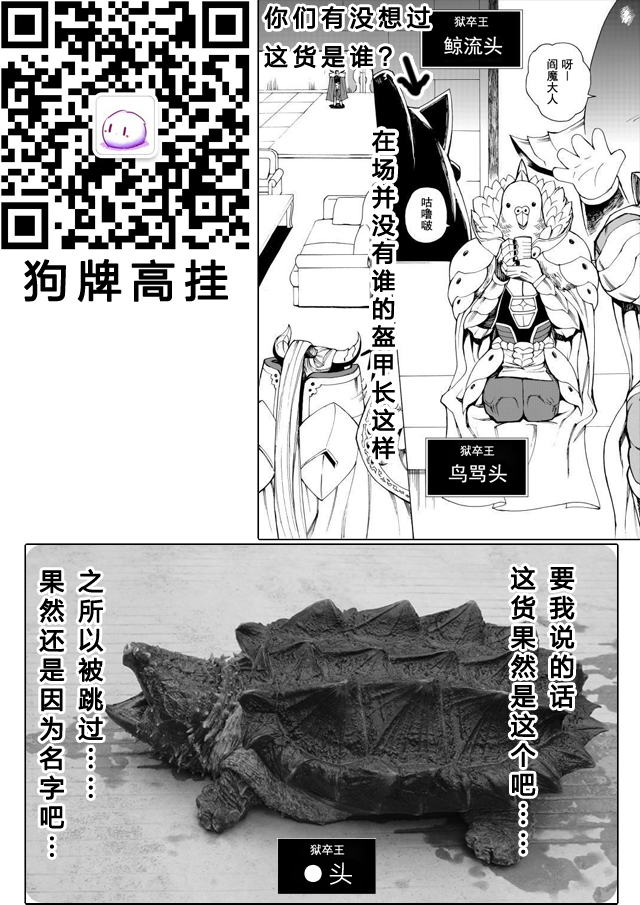 你们有没想过
这货是谁?
獄卒王
鲸流头
呀—
阎魔大人
在场并没有谁的盔甲长这样
咕噜啵
狗牌高挂
獄卒王
鸟骂头
要我说的话
这货果然是这个吧……
之所以被跳过……
果然还是因为名字吧…
獄卒王
●头